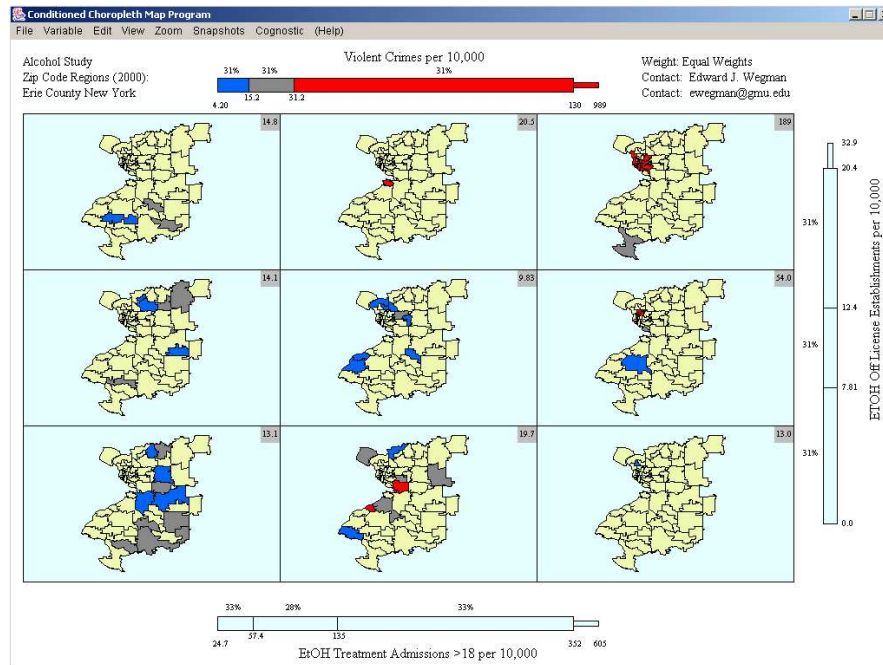 Conditioned Choropleth Map Program
File Variable Edit View Zoom Snapshots Cognostic (Help)
Alcohol Study
Zip Code Regions (2000):
Erie County New York
Violent Crimes per 10,000
31% 31% 31%
4.20 15.2 31.2 130 989
Weight: Equal Weights
Contact: Edward J. Wegman
Contact: ewegman@gmu.edu
14.8 20.5 189
14.1 9.83 54.0
13.1 19.7 13.0
32.9
20.4
31%
12.4
31%
7.81
31%
0.0
ETOH Off License Establishments per 10,000
33% 28% 33%
24.7 57.4 135 352 605
EtOH Treatment Admissions >18 per 10,000